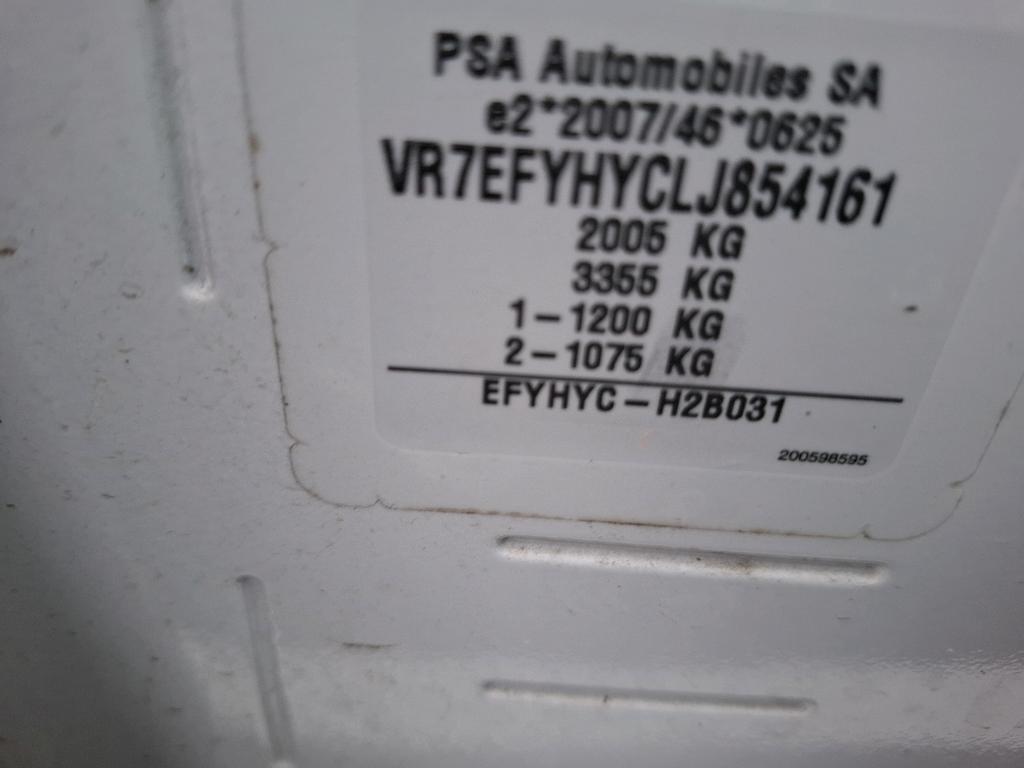 PSA Automobiles SA
e2*2007/46*0625
VR7EFYHYCLJ854161
2005 KG
3355 KG
1-1200 KG
2-1075 KG
EFYHYC-H2B031
200598595